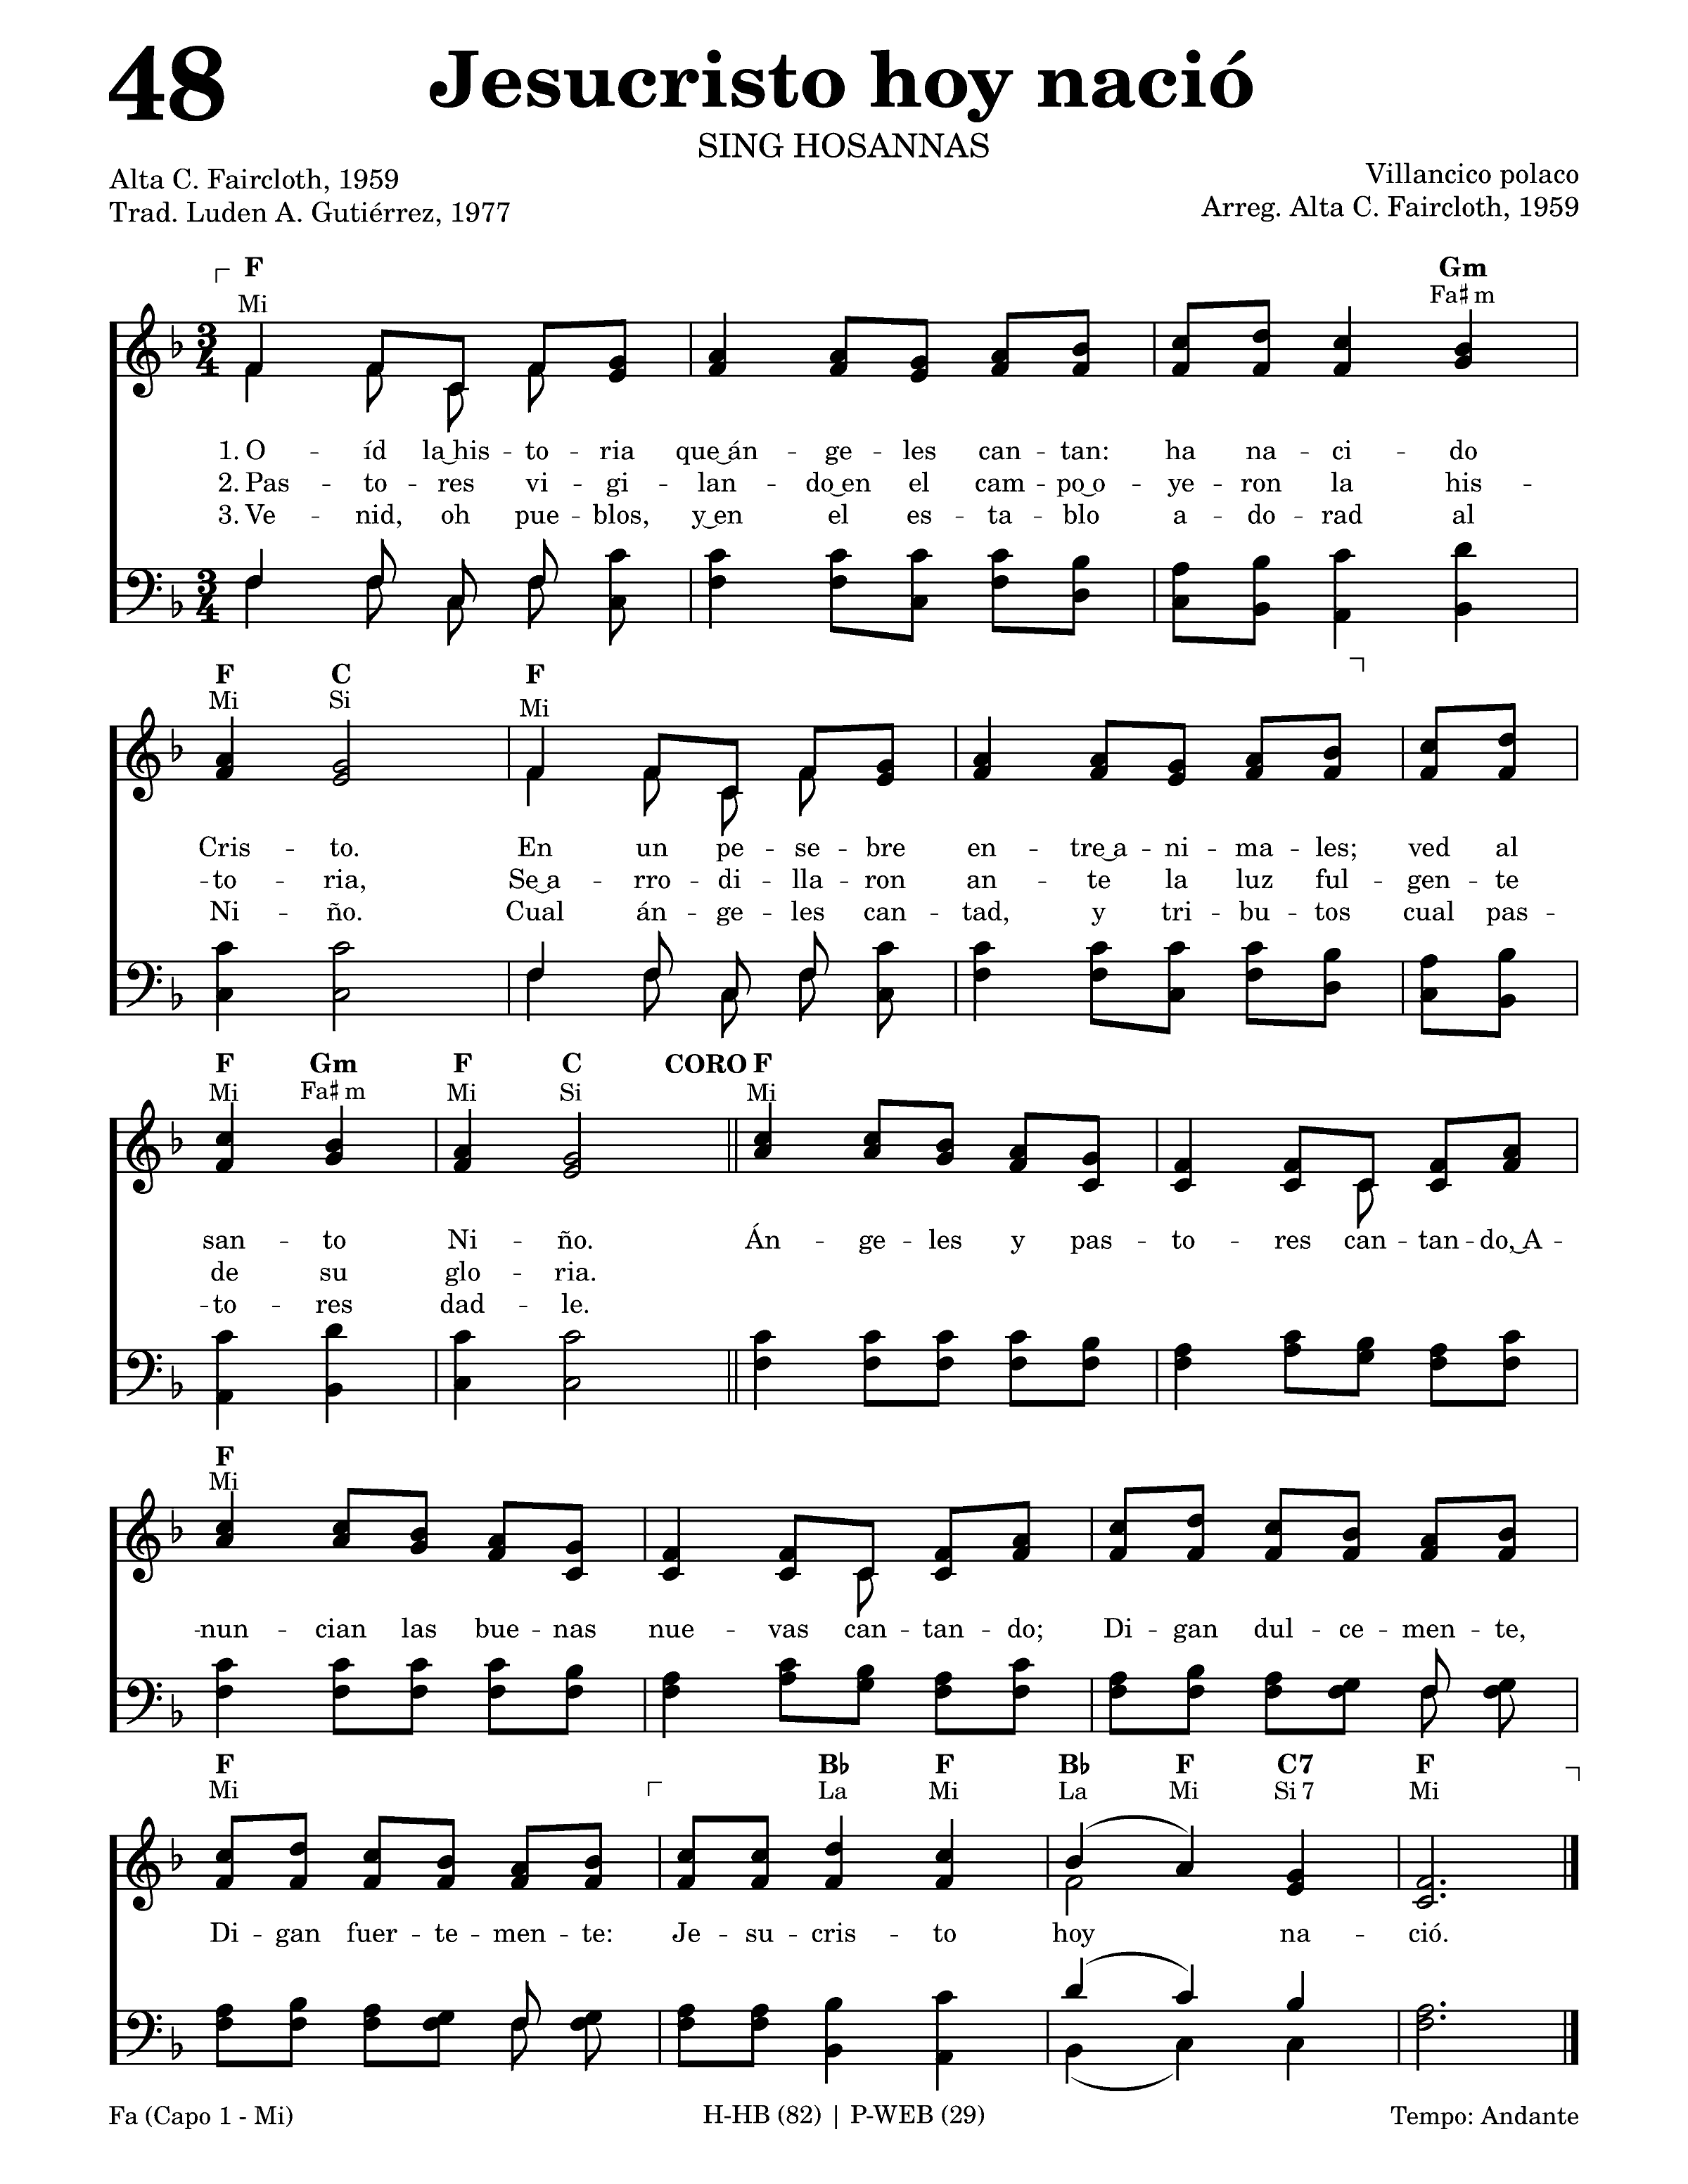 48
Jesucristo hoy nació
SING HOSANNAS
Alta C. Faircloth, 1959
Trad. Luden A. Gutiérrez, 1977
Villancico polaco
Arreg. Alta C. Faircloth, 1959
F Gm
Mi Fa♯m
3 4
1. O - íd la‿his - to - ria que‿án - ge - les can - tan: ha na - ci - do
2. Pas - to - res vi - gi - lan - do‿en el cam - po‿o - ye - ron la his -
3. Ve - nid, oh pue - blos, y‿en el es - ta - blo a - do - rad al
3 4
F C F
Mi Si Mi
Cris - to. En un pe - se - bre en - tre‿a - ni - ma - les; ved al
- to - ria, Se‿a - rro - di - lla - ron an - te la luz ful - gen - te
Ni - ño. Cual án - ge - les can - tad, y tri - bu - tos cual pas -
F Gm F C CORO F
Mi Fa♯m Mi Si Mi
san - to Ni - ño. Án - ge - les y pas - to - res can - tan - do,‿A -
de su glo - ria.
- to - res dad - le.
F
Mi
- nun - cian las bue - nas nue - vas can - tan - do; Di - gan dul - ce - men - te,
F B♭ F B♭ F C7 F
Mi La Mi La Mi Si 7 Mi
Di - gan fuer - te - men - te: Je - su - cris - to hoy na - ció.
Fa (Capo 1 - Mi)
H-HB (82) | P-WEB (29)
Tempo: Andante